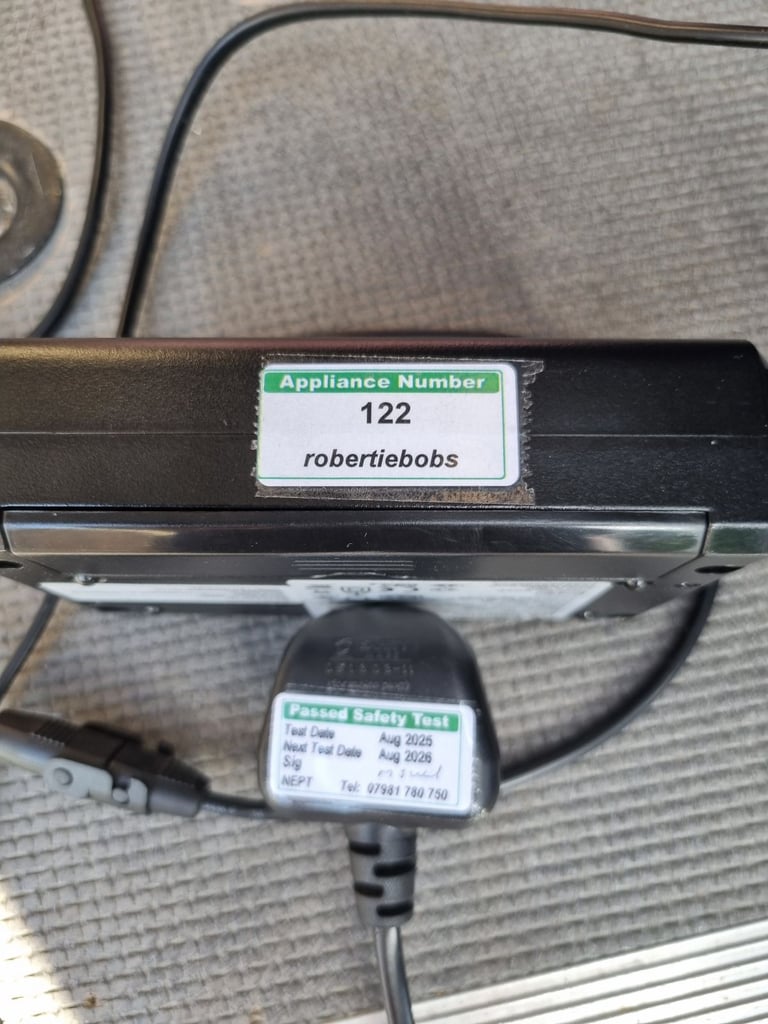 Appliance Number
122
robertiebobs
Passed Safety Test
Test Date Aug 2025
Next Test Date Aug 2026
Sig
NEPT Tel: 07981 780 750